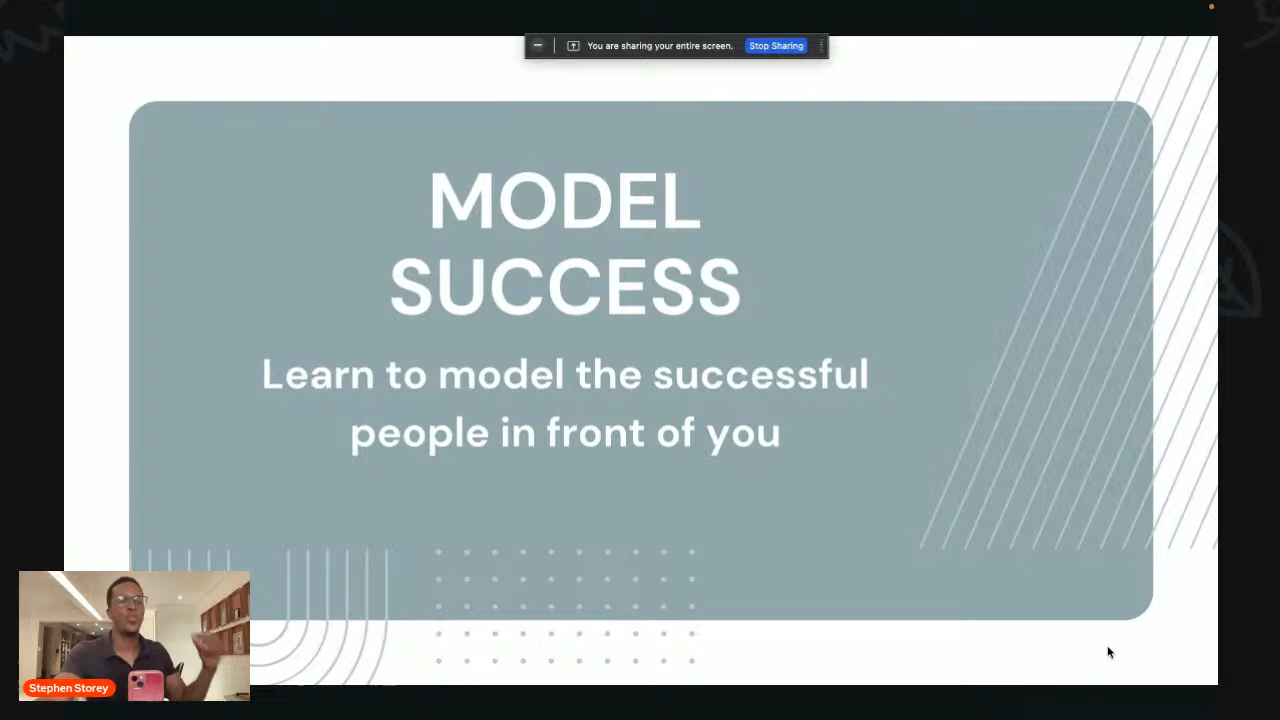 You are sharing your entire screen. Stop Sharing
MODEL
SUCCESS
Learn to model the successful
people in front of you
Stephen Storey